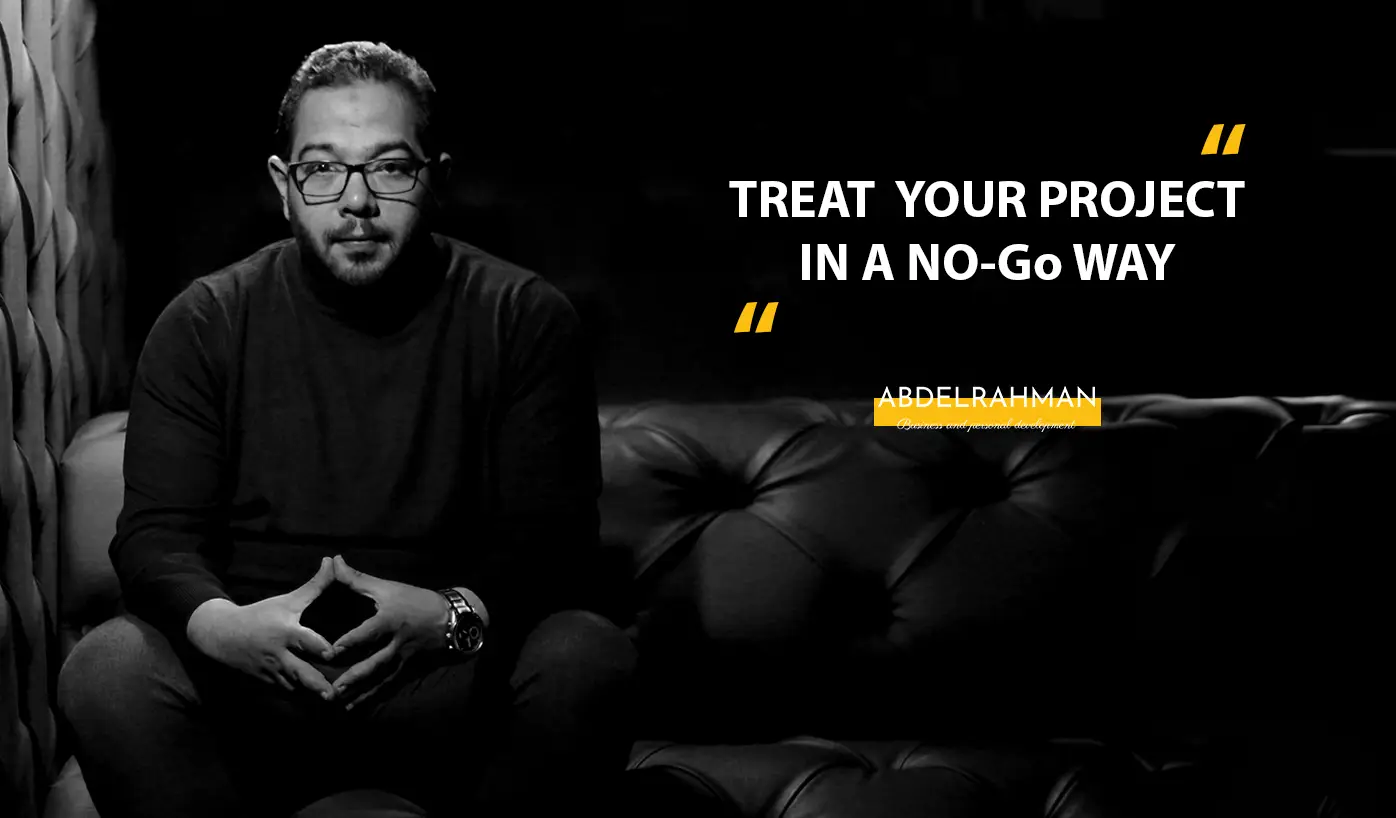 “
TREAT YOUR PROJECT
IN A NO-Go WAY
“
ABDELRAHMAN
Business and personal development